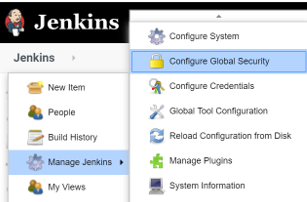 Jenkins
Jenkins
New Item
People
Build History
Manage Jenkins
My Views
Configure System
Configure Global Security
Configure Credentials
Global Tool Configuration
Reload Configuration from Disk
Manage Plugins
System Information